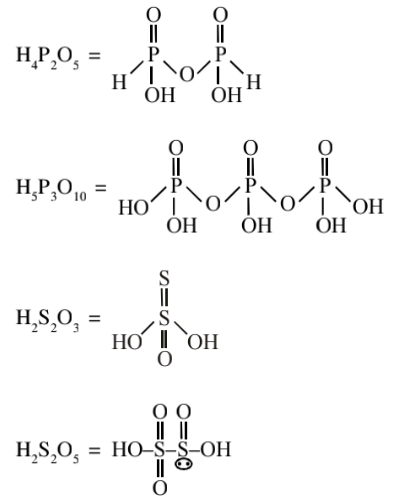 O O
H₄P₂O₅ = P P
H O H
OH OH
O O O
H₅P₃O₁₀ = P P P
HO O O OH
OH OH OH
S
H₂S₂O₃ = S
HO OH
O
O O
H₂S₂O₅ = HO–S–S–OH
O